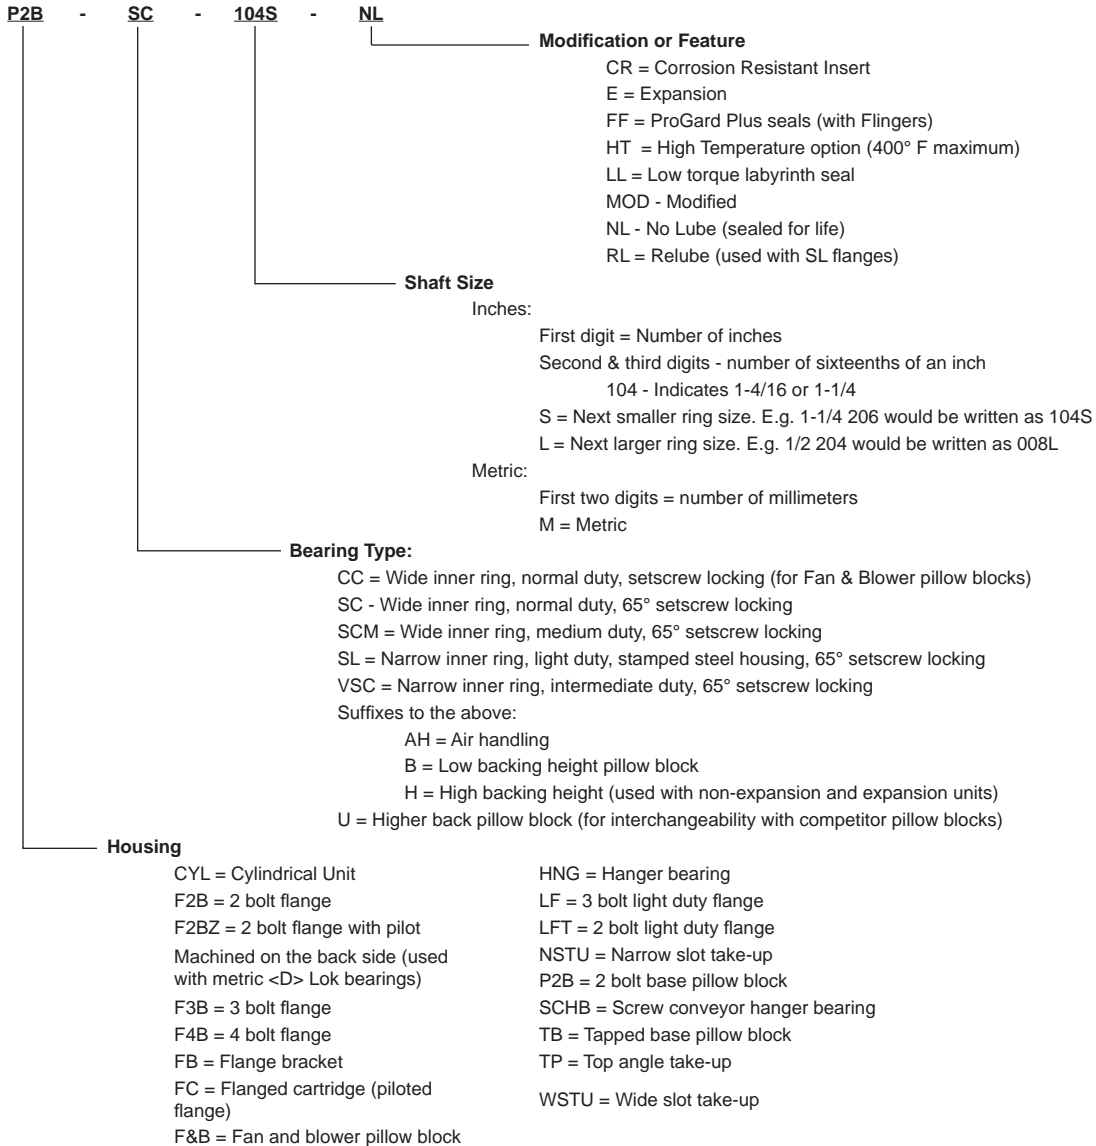 P2B - SC - 104S - NL
Modification or Feature
CR = Corrosion Resistant Insert
E = Expansion
FF = ProGard Plus seals (with Flingers)
HT = High Temperature option (400° F maximum)
LL = Low torque labyrinth seal
MOD - Modified
NL - No Lube (sealed for life)
RL = Relube (used with SL flanges)
Shaft Size
Inches:
First digit = Number of inches
Second & third digits - number of sixteenths of an inch
104 - Indicates 1-4/16 or 1-1/4
S = Next smaller ring size. E.g. 1-1/4 206 would be written as 104S
L = Next larger ring size. E.g. 1/2 204 would be written as 008L
Metric:
First two digits = number of millimeters
M = Metric
Bearing Type:
CC = Wide inner ring, normal duty, setscrew locking (for Fan & Blower pillow blocks)
SC - Wide inner ring, normal duty, 65° setscrew locking
SCM = Wide inner ring, medium duty, 65° setscrew locking
SL = Narrow inner ring, light duty, stamped steel housing, 65° setscrew locking
VSC = Narrow inner ring, intermediate duty, 65° setscrew locking
Suffixes to the above:
AH = Air handling
B = Low backing height pillow block
H = High backing height (used with non-expansion and expansion units)
U = Higher back pillow block (for interchangeability with competitor pillow blocks)
Housing
CYL = Cylindrical Unit
F2B = 2 bolt flange
F2BZ = 2 bolt flange with pilot
Machined on the back side (used
with metric <D> Lok bearings)
F3B = 3 bolt flange
F4B = 4 bolt flange
FB = Flange bracket
FC = Flanged cartridge (piloted
flange)
F&B = Fan and blower pillow block
HNG = Hanger bearing
LF = 3 bolt light duty flange
LFT = 2 bolt light duty flange
NSTU = Narrow slot take-up
P2B = 2 bolt base pillow block
SCHB = Screw conveyor hanger bearing
TB = Tapped base pillow block
TP = Top angle take-up
WSTU = Wide slot take-up